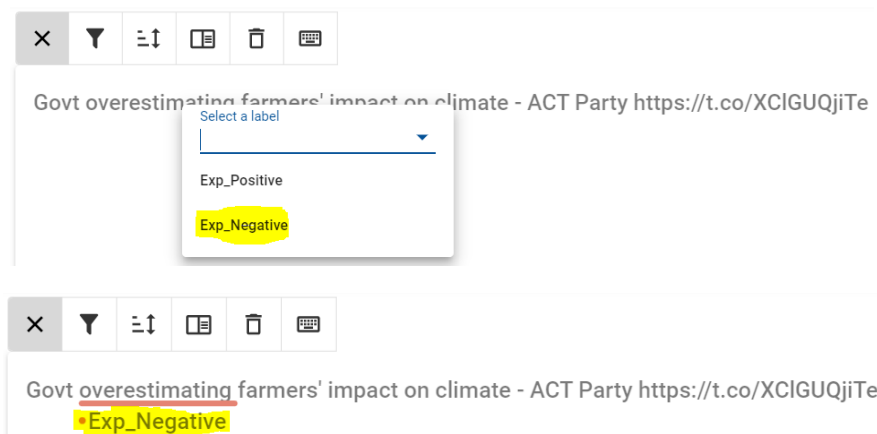 Govt overestimating farmers' impact on climate - ACT Party https://t.co/XClGUQjiTe
Select a label
Exp_Positive
Exp_Negative
Govt overestimating farmers' impact on climate - ACT Party https://t.co/XClGUQjiTe
•Exp_Negative